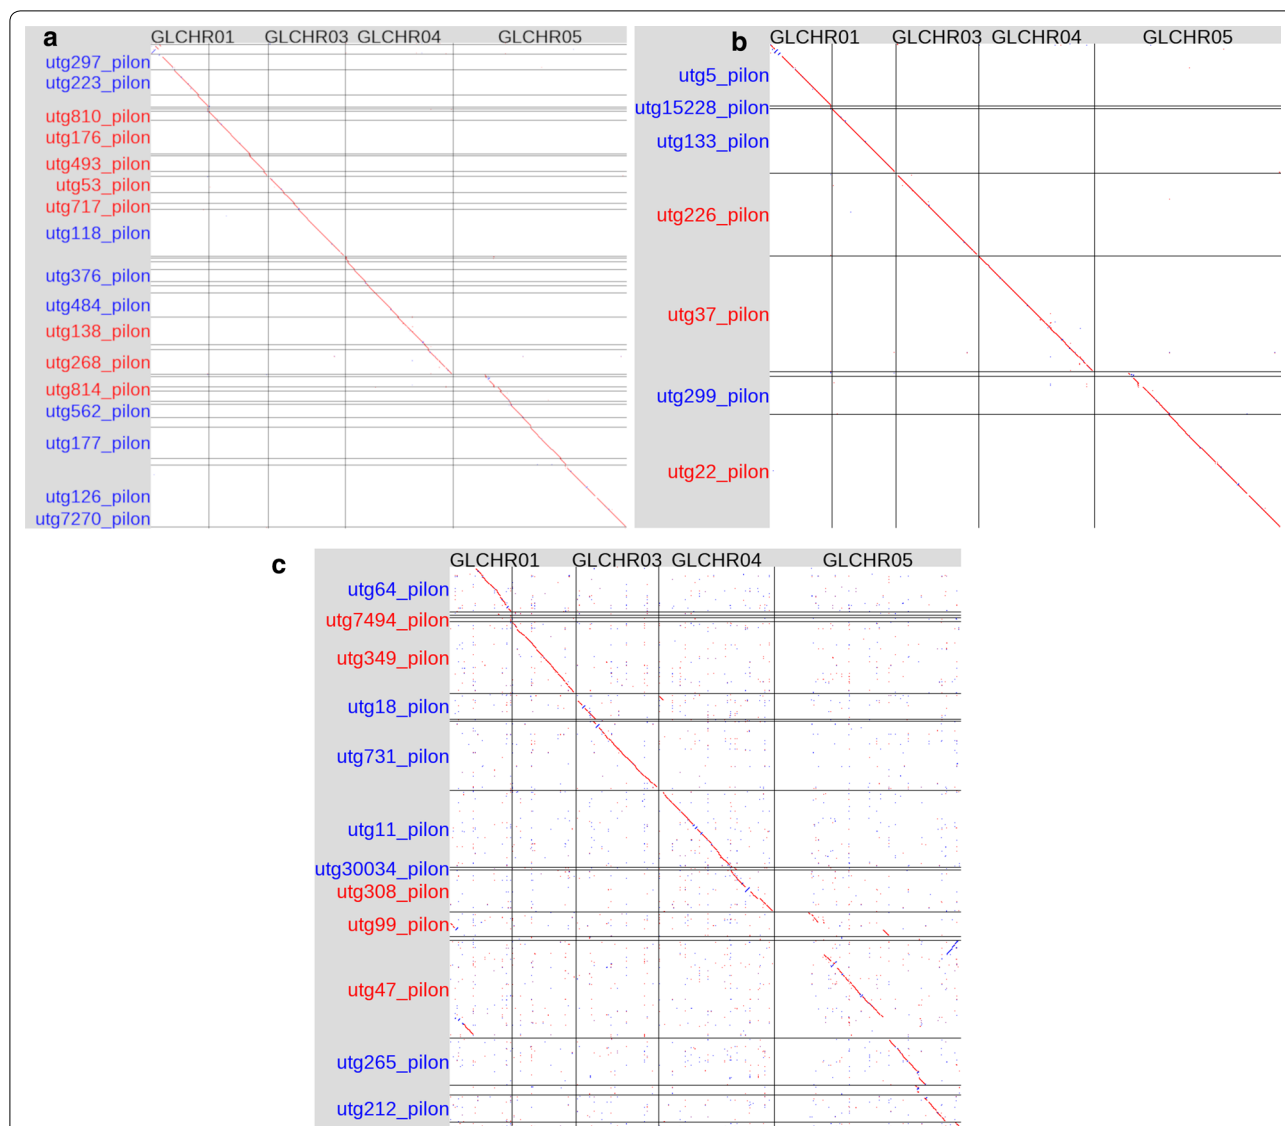 a
GLCHR01 GLCHR03 GLCHR04 GLCHR05
utg297_pilon
utg223_pilon
utg810_pilon
utg176_pilon
utg493_pilon
utg53_pilon
utg717_pilon
utg118_pilon
utg376_pilon
utg484_pilon
utg138_pilon
utg268_pilon
utg814_pilon
utg562_pilon
utg177_pilon
utg126_pilon
utg7270_pilon
b
GLCHR01 GLCHR03 GLCHR04 GLCHR05
utg5_pilon
utg15228_pilon
utg133_pilon
utg226_pilon
utg37_pilon
utg299_pilon
utg22_pilon
c
GLCHR01 GLCHR03 GLCHR04 GLCHR05
utg64_pilon
utg7494_pilon
utg349_pilon
utg18_pilon
utg731_pilon
utg11_pilon
utg30034_pilon
utg308_pilon
utg99_pilon
utg47_pilon
utg265_pilon
utg212_pilon